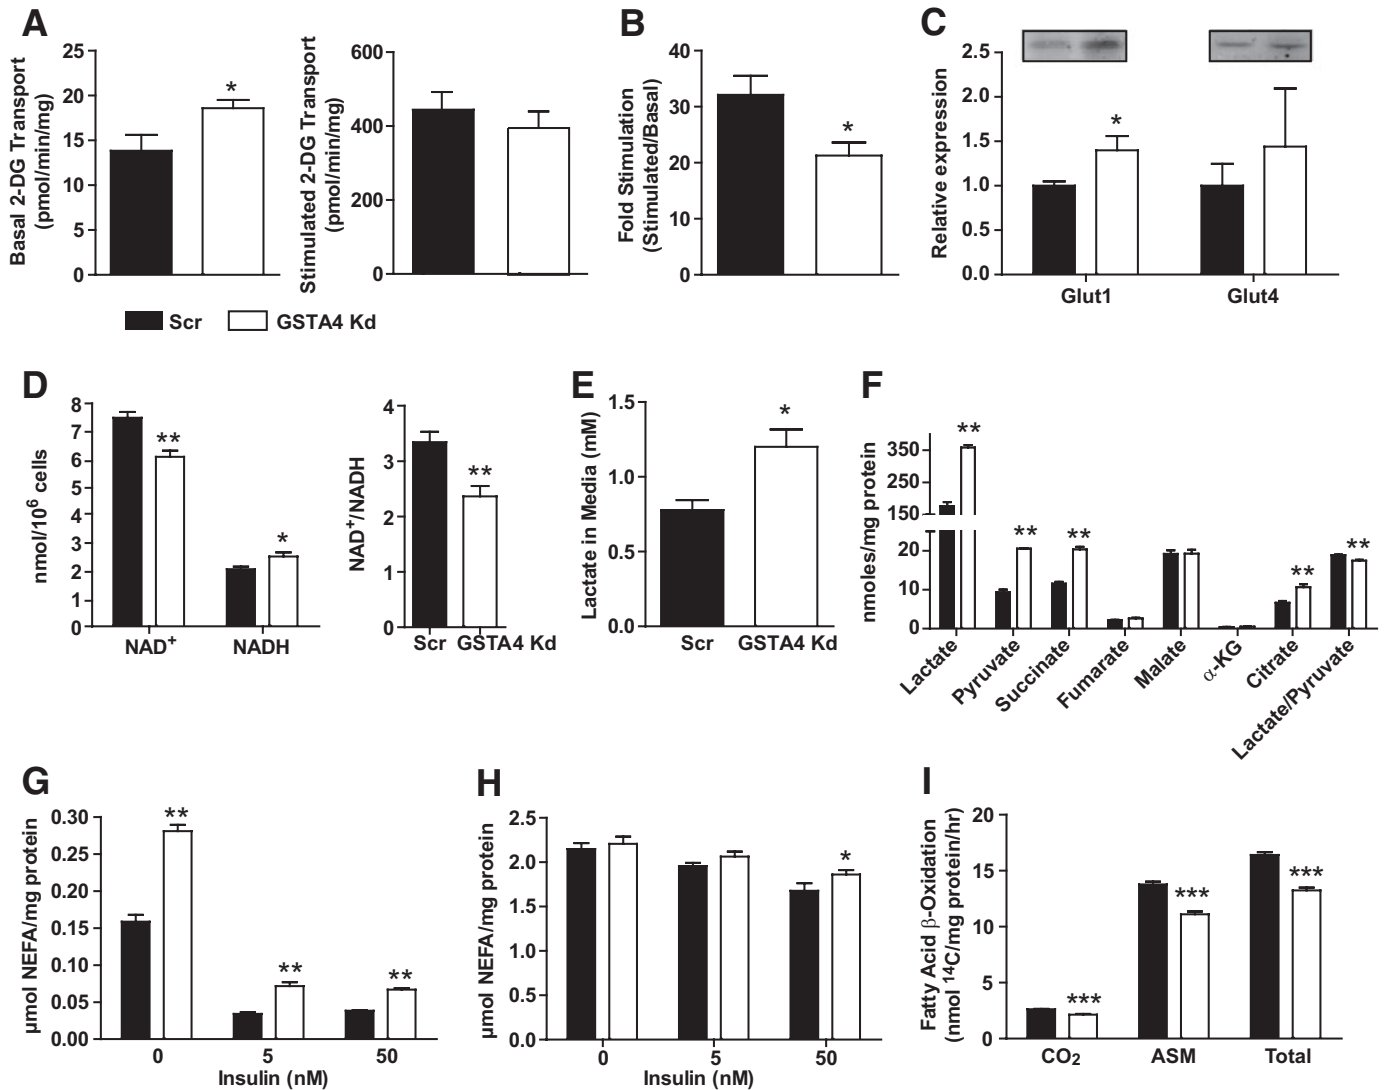 A
Basal 2-DG Transport
(pmol/min/mg)
25
20
15
10
5
0
*
Stimulated 2-DG Transport
(pmol/min/mg)
600
400
200
0
B
Fold Stimulation
(Stimulated/Basal)
40
30
20
10
0
*
C
Relative expression
2.5
2.0
1.5
1.0
0.5
0.0
*
Glut1 Glut4
Scr GSTA4 Kd
D
nmol/10⁶ cells
8
7
6
5
4
3
2
1
0
**
*
NAD⁺ NADH
NAD⁺/NADH
4
3
2
1
0
**
Scr GSTA4 Kd
E
Lactate in Media (mM)
1.5
1.0
0.5
0.0
*
Scr GSTA4 Kd
F
nmoles/mg protein
350
250
150
20
10
0
**
** ** ** **
Lactate
Pyruvate
Succinate
Fumarate
Malate
α-KG
Citrate
Lactate/Pyruvate
G
µmol NEFA/mg protein
0.30
0.25
0.20
0.15
0.10
0.05
0.00
**
** **
0 5 50
Insulin (nM)
H
µmol NEFA/mg protein
2.5
2.0
1.5
1.0
0.5
0.0
*
0 5 50
Insulin (nM)
I
Fatty Acid β-Oxidation
(nmol ¹⁴C/mg protein/hr)
20
15
10
5
0
*** *** ***
CO₂ ASM Total